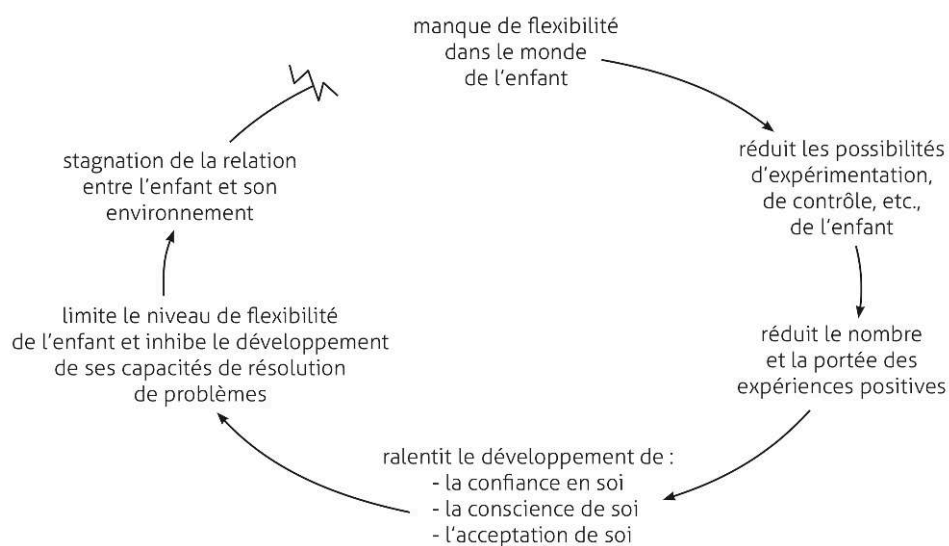 manque de flexibilité
dans le monde
de l’enfant
réduit les possibilités
d’expérimentation,
de contrôle, etc.,
de l’enfant
réduit le nombre
et la portée des
expériences positives
ralentit le développement de :
- la confiance en soi
- la conscience de soi
- l’acceptation de soi
limite le niveau de flexibilité
de l’enfant et inhibe le développement
de ses capacités de résolution
de problèmes
stagnation de la relation
entre l’enfant et son
environnement